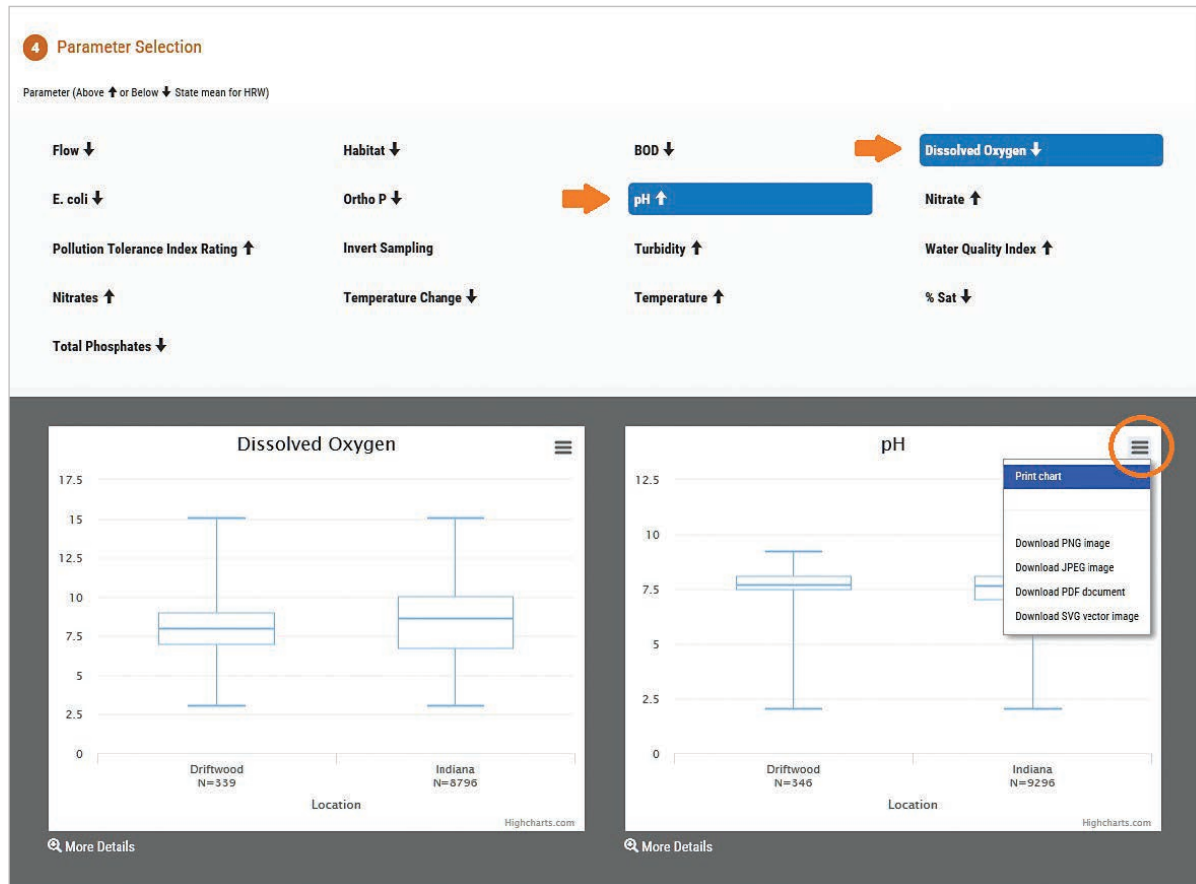 4 Parameter Selection
Parameter (Above ↑ or Below ↓ State mean for HRW)
Flow ↓
Habitat ↓
BOD ↓
Dissolved Oxygen ↓
E. coli ↓
Ortho P ↓
pH ↑
Nitrate ↑
Pollution Tolerance Index Rating ↑
Invert Sampling
Turbidity ↑
Water Quality Index ↑
Nitrates ↑
Temperature Change ↓
Temperature ↑
% Sat ↓
Total Phosphates ↓
Dissolved Oxygen
17.5
15
12.5
10
7.5
5
2.5
0
Driftwood
N=339
Indiana
N=8796
Location
Highcharts.com
More Details
pH
Print chart
Download PNG image
Download JPEG image
Download PDF document
Download SVG vector image
12.5
10
7.5
5
2.5
0
Driftwood
N=346
Indiana
N=9296
Location
Highcharts.com
More Details